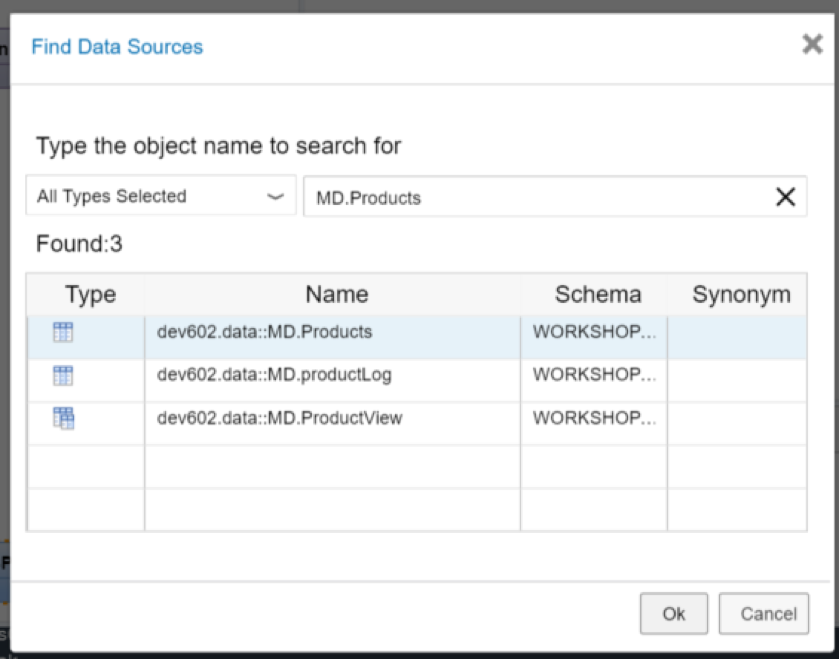 Find Data Sources
Type the object name to search for
All Types Selected MD.Products
Found:3
Type Name Schema Synonym
dev602.data::MD.Products WORKSHOP...
dev602.data::MD.productLog WORKSHOP...
dev602.data::MD.ProductView WORKSHOP...
Ok Cancel